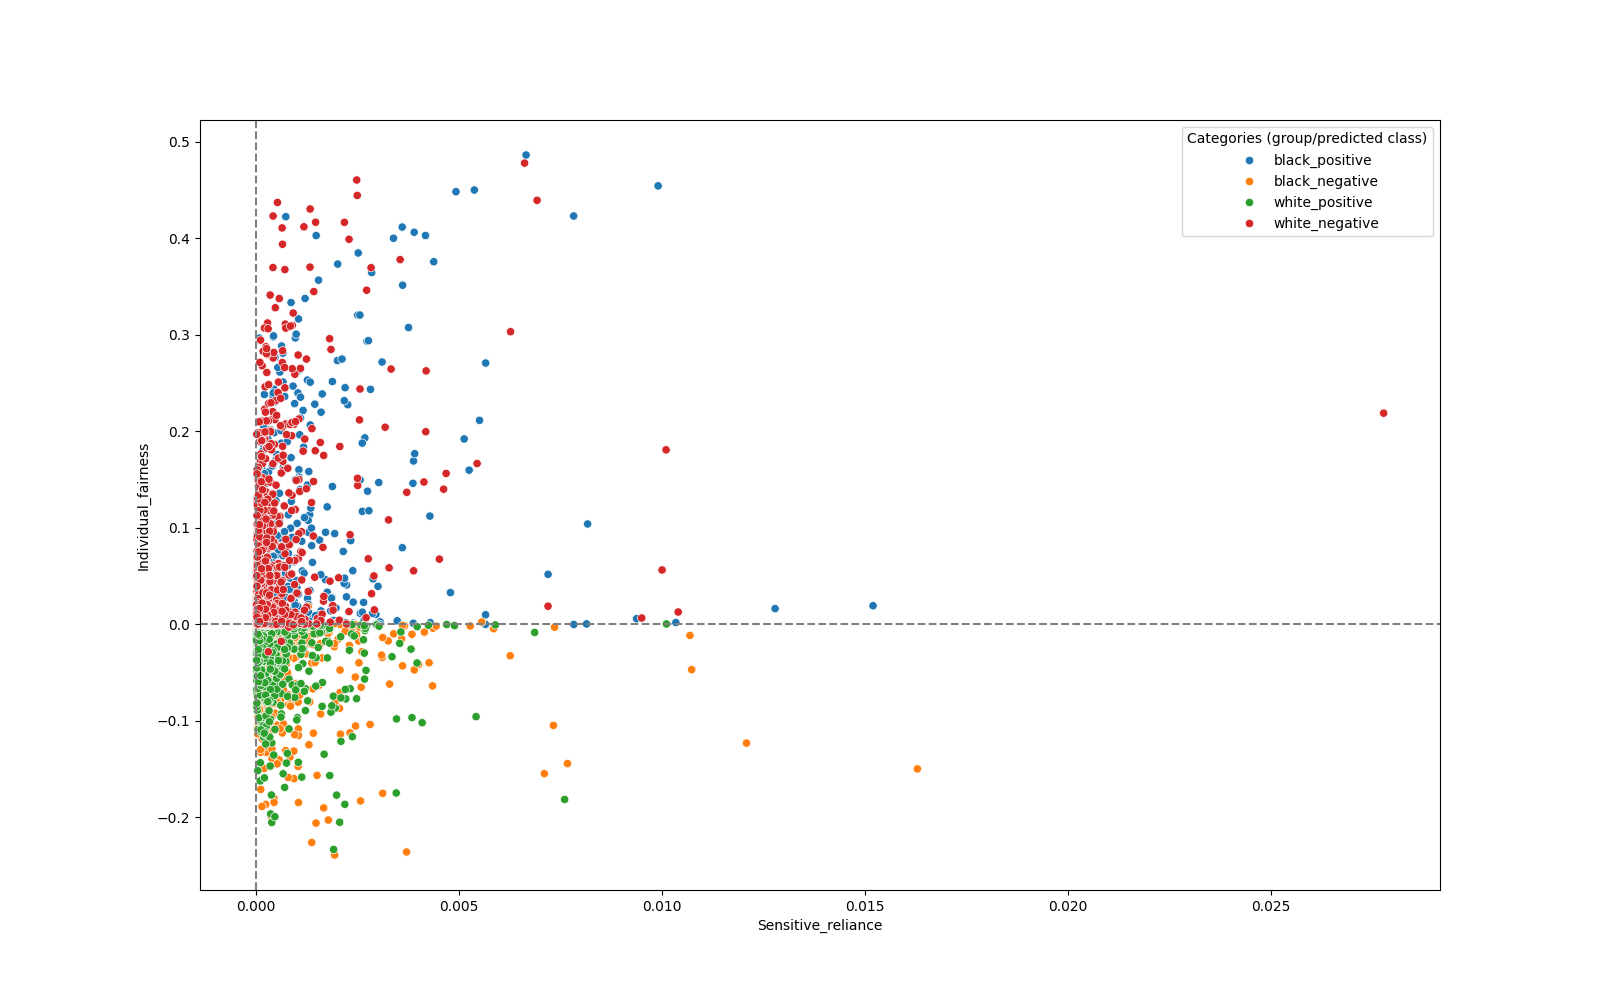 Categories (group/predicted class)
black_positive
black_negative
white_positive
white_negative
Individual_fairness
0.5
0.4
0.3
0.2
0.1
0.0
−0.1
−0.2
0.000
0.005
0.010
0.015
0.020
0.025
Sensitive_reliance